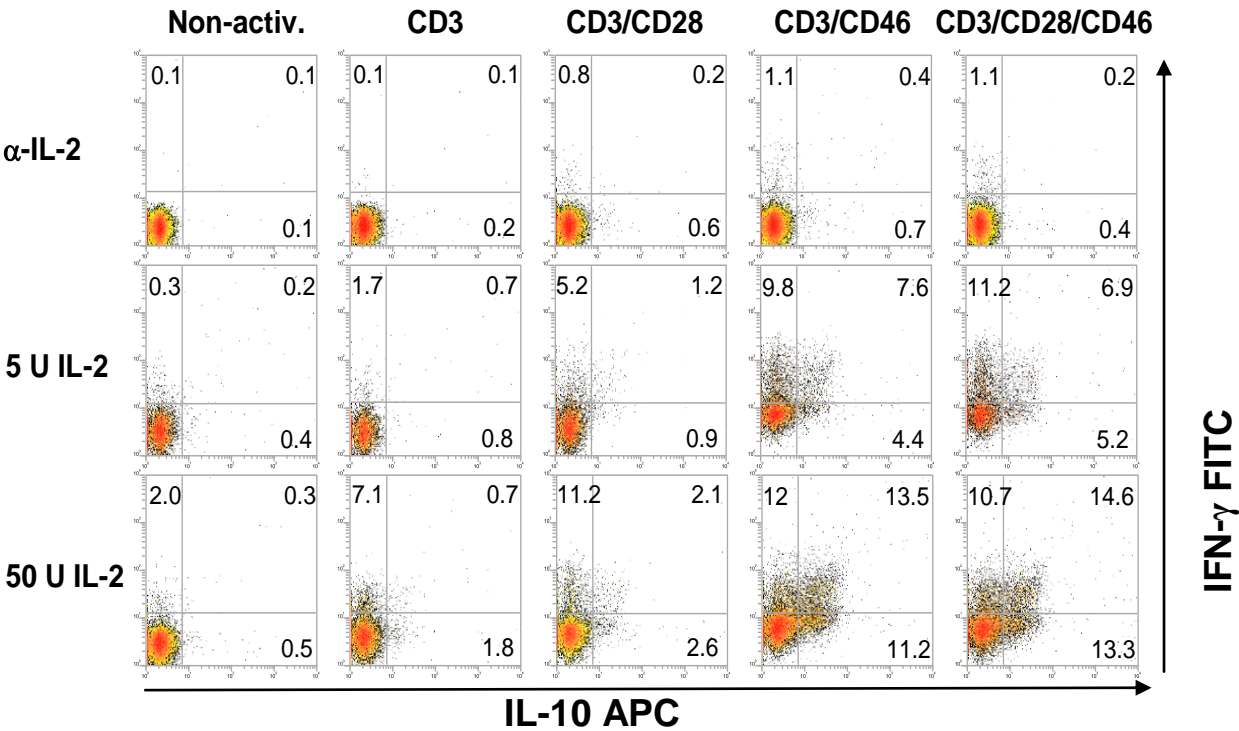 Non-activ. CD3 CD3/CD28 CD3/CD46 CD3/CD28/CD46
α-IL-2
0.1 0.1 0.1 0.1 0.8 0.2 1.1 0.4 1.1 0.2
0.1 0.2 0.6 0.7 0.4
5 U IL-2
0.3 0.2 1.7 0.7 5.2 1.2 9.8 7.6 11.2 6.9
0.4 0.8 0.9 4.4 5.2
50 U IL-2
2.0 0.3 7.1 0.7 11.2 2.1 12 13.5 10.7 14.6
0.5 1.8 2.6 11.2 13.3
IL-10 APC
IFN-γ FITC